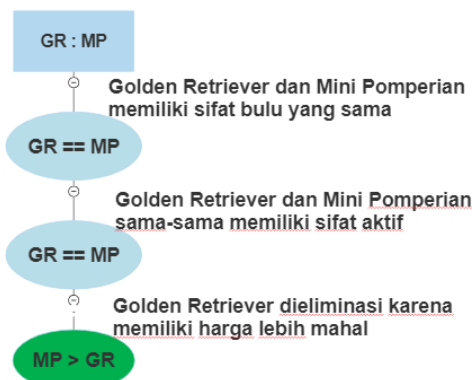 GR : MP
Golden Retriever dan Mini Pomperian
memiliki sifat bulu yang sama
GR == MP
Golden Retriever dan Mini Pomperian
sama-sama memiliki sifat aktif
GR == MP
Golden Retriever dieliminasi karena
memiliki harga lebih mahal
MP > GR